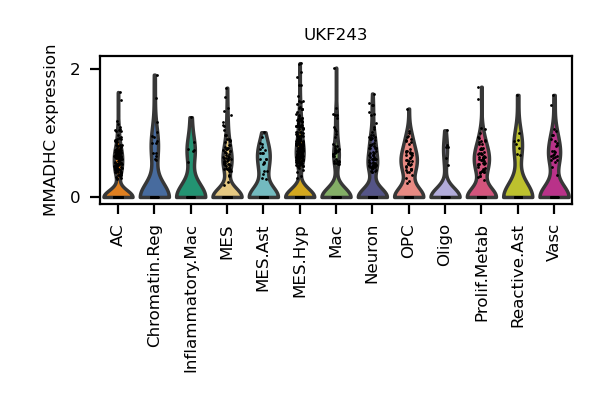 UKF243
MMADHC expression
2
0
AC
Chromatin.Reg
Inflammatory.Mac
MES
MES.Ast
MES.Hyp
Mac
Neuron
OPC
Oligo
Prolif.Metab
Reactive.Ast
Vasc